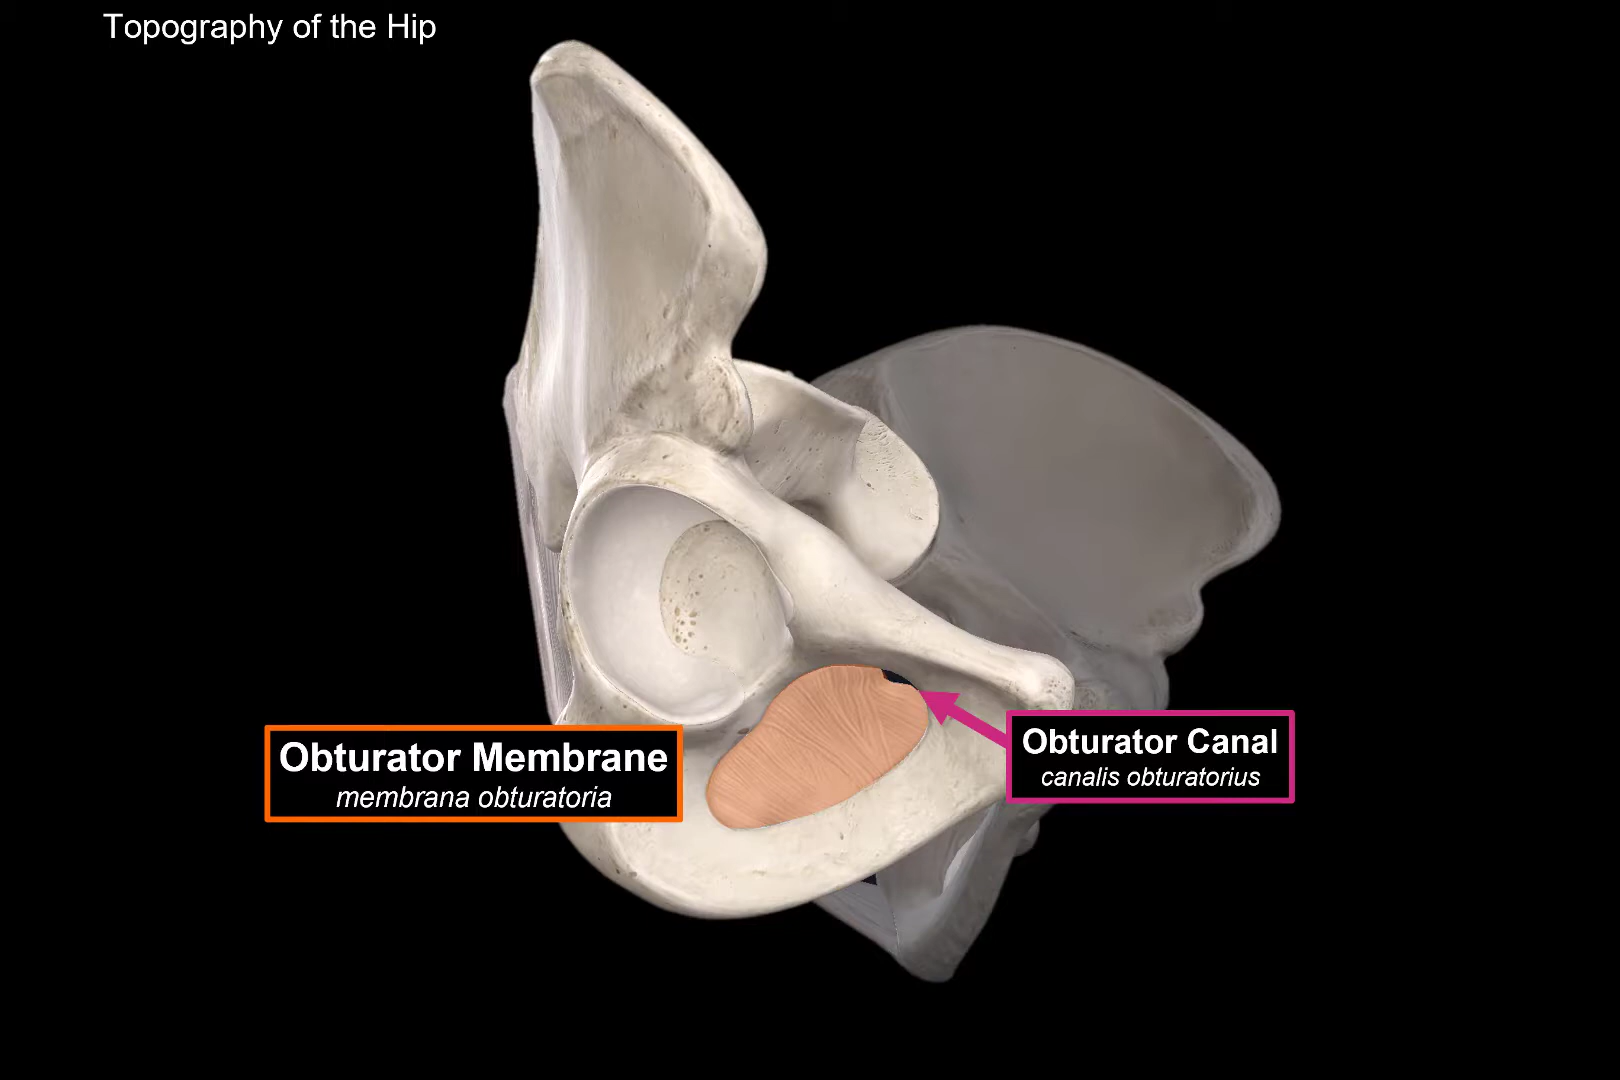 Topography of the Hip
Obturator Membrane
membrana obturatoria
Obturator Canal
canalis obturatorius